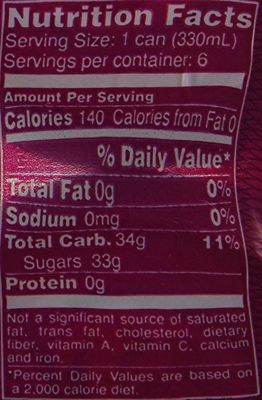 Nutrition Facts
Serving Size: 1 can (330mL)
Servings per container: 6
Amount Per Serving
Calories 140 Calories from Fat 0
% Daily Value*
Total Fat 0g 0%
Sodium 0mg 0%
Total Carb. 34g 11%
Sugars 33g
Protein 0g
Not a significant source of saturated
fat, trans fat, cholesterol, dietary
fiber, vitamin A, vitamin C, calcium
and iron.
*Percent Daily Values are based on
a 2,000 calorie diet.